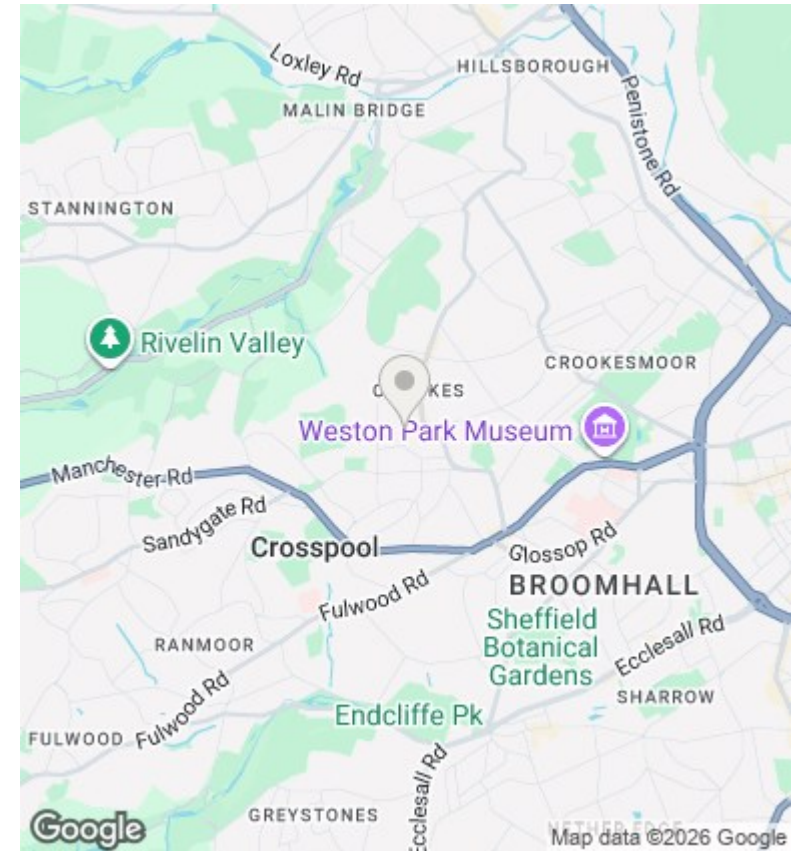 Loxley Rd
HILLSBOROUGH
MALIN BRIDGE
Penistone Rd
STANNINGTON
Rivelin Valley
CROOKESMOOR
C KES
Weston Park Museum
Manchester Rd
Sandygate Rd
Crosspool
Glossop Rd
Fulwood Rd
BROOMHALL
Sheffield
Botanical
Gardens
Ecclesall Rd
RANMOOR
SHARROW
Fulwood Rd
FULWOOD
Endcliffe Pk
Ecclesall Rd
GREYSTONES
NETHER EDGE
Google
Map data ©2026 Google